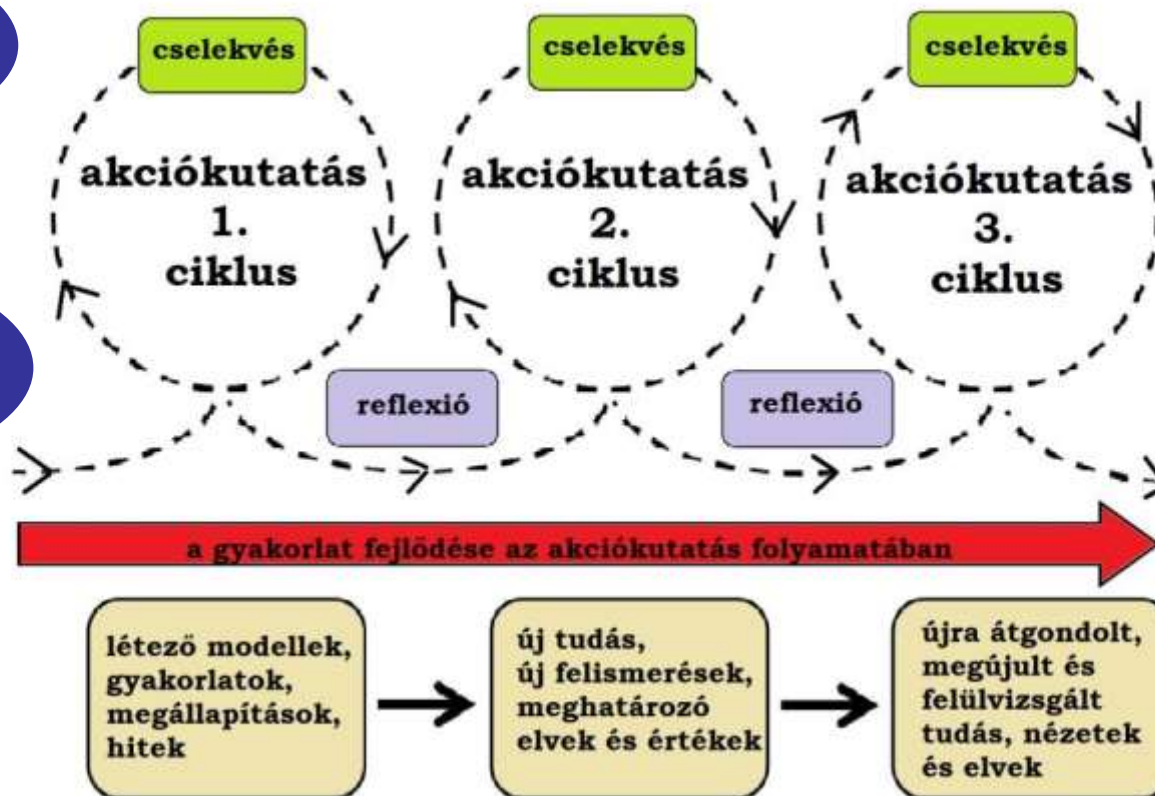 cselekvés
cselekvés
cselekvés
akciókutatás
1.
ciklus
akciókutatás
2.
ciklus
akciókutatás
3.
ciklus
reflexió
reflexió
a gyakorlat fejlődése az akciókutatás folyamatában
létező modellek,
gyakorlatok,
megállapítások,
hitek
új tudás,
új felismerések,
meghatározó
elvek és értékek
újra átgondolt,
megújult és
felülvizsgált
tudás, nézetek
és elvek